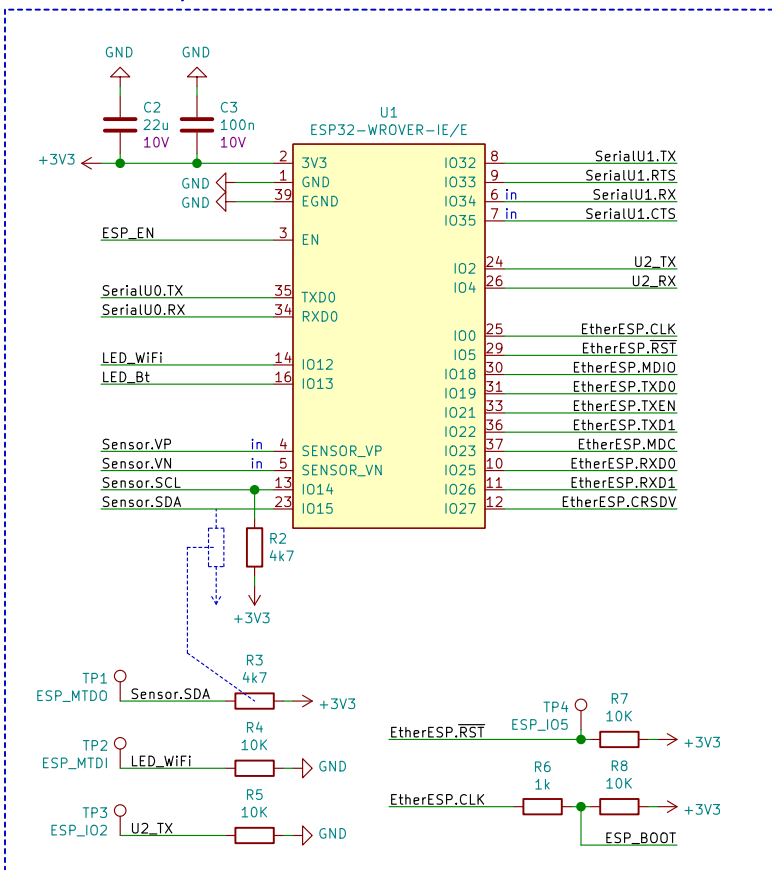 GND
GND
C2
22u
10V
C3
100n
10V
+3V3
U1
ESP32-WROVER-IE/E
2 3V3
GND 1 GND
GND 39 EGND
ESP_EN 3 EN
SerialU0.TX 35 TXD0
SerialU0.RX 34 RXD0
LED_WiFi 14 IO12
LED_Bt 16 IO13
Sensor.VP in 4 SENSOR_VP
Sensor.VN in 5 SENSOR_VN
Sensor.SCL 13 IO14
Sensor.SDA 23 IO15
IO32 8 SerialU1.TX
IO33 9 SerialU1.RTS
IO34 6 in SerialU1.RX
IO35 7 in SerialU1.CTS
IO2 24 U2_TX
IO4 26 U2_RX
IO0 25 EtherESP.CLK
IO5 29 EtherESP.RST
IO18 30 EtherESP.MDIO
IO19 31 EtherESP.TXD0
IO21 33 EtherESP.TXEN
IO22 36 EtherESP.TXD1
IO23 37 EtherESP.MDC
IO25 10 EtherESP.RXD0
IO26 11 EtherESP.RXD1
IO27 12 EtherESP.CRSDV
R2
4k7
+3V3
TP1
ESP_MTDO
Sensor.SDA
R3
4k7
+3V3
TP2
ESP_MTDI
LED_WiFi
R4
10K
GND
TP3
ESP_IO2
U2_TX
R5
10K
GND
EtherESP.RST
TP4
ESP_IO5
R7
10K
+3V3
EtherESP.CLK
R6
1k
R8
10K
+3V3
ESP_BOOT